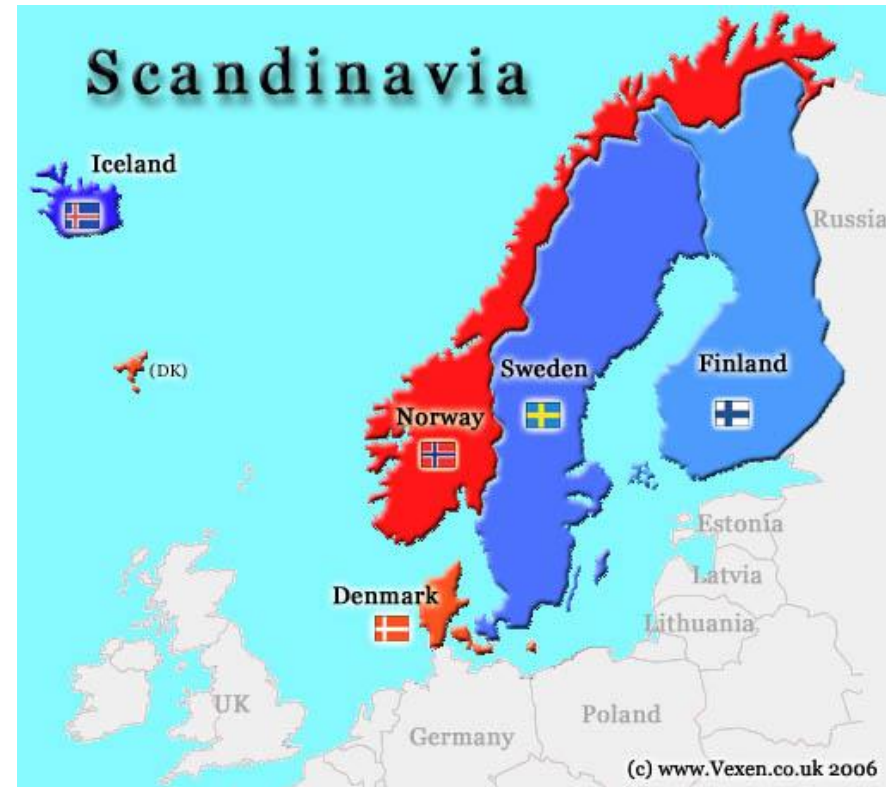 Scandinavia
Iceland
Russia
(DK)
Sweden
Finland
Norway
Estonia
Latvia
Denmark
Lithuania
UK
Poland
Germany
(c) www.Vexen.co.uk 2006